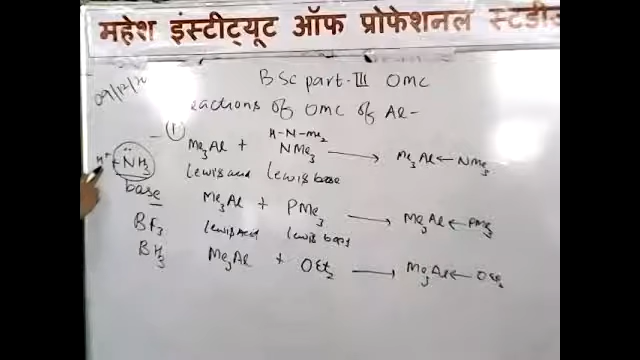 महेश इंस्टीट्यूट ऑफ प्रोफेशनल स्टडीज
09/12/20
BSc part-III OMC
Reactions of OMC of Al-
① Me₃Al + NMe₃ → Me₃Al ← NMe₃
H-N-Me₂
Lewis acid Lewis base
H⁺ + N̈H₃
base
Me₃Al + PMe₃ → Me₃Al ← PMe₃
Lewis acid Lewis base
BF₃
BH₃
Me₃Al + OEt₂ → Me₃Al ← OEt₂